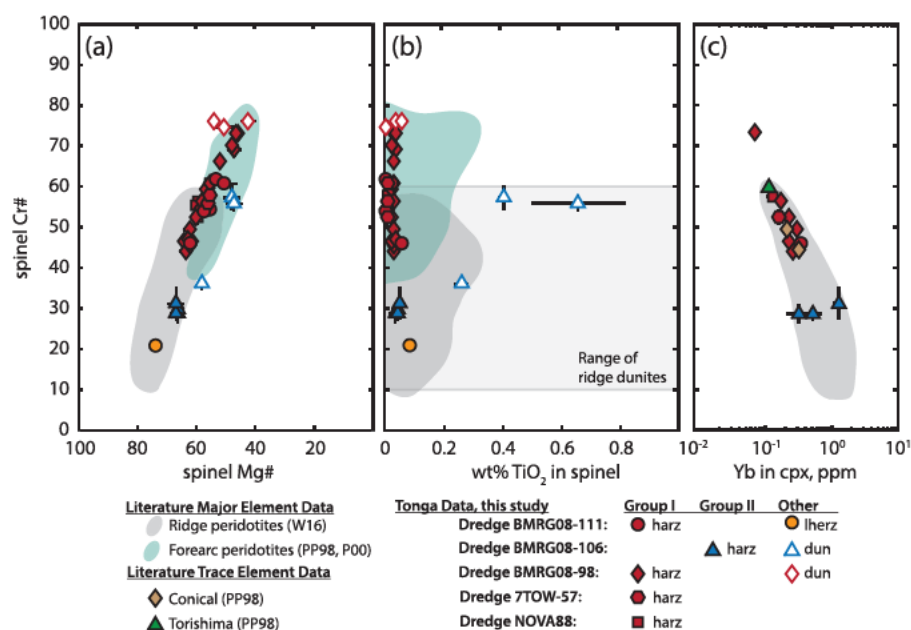 (a) (b) (c)
100
90
80
70
60
50
40
30
20
10
0
spinel Cr#
Range of
ridge dunites
100 80 60 40 20
0 0.2 0.4 0.6 0.8
10-2 10-1 100 101
spinel Mg#
wt% TiO2 in spinel
Yb in cpx, ppm
Literature Major Element Data
Ridge peridotites (W16)
Forearc peridotites (PP98, P00)
Literature Trace Element Data
Conical (PP98)
Torishima (PP98)
Tonga Data, this study Group I Group II Other
Dredge BMRG08-111: harz lherz
Dredge BMRG08-106: harz dun
Dredge BMRG08-98: harz dun
Dredge 7TOW-57: harz
Dredge NOVA88: harz